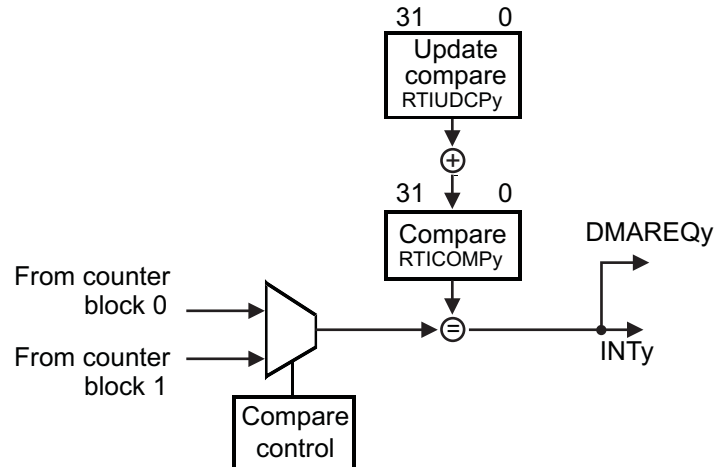 31 0
Update
compare
RTIUDCPy
+
31 0
Compare
RTICOMPy
DMAREQy
From counter
block 0
=
INTy
From counter
block 1
Compare
control